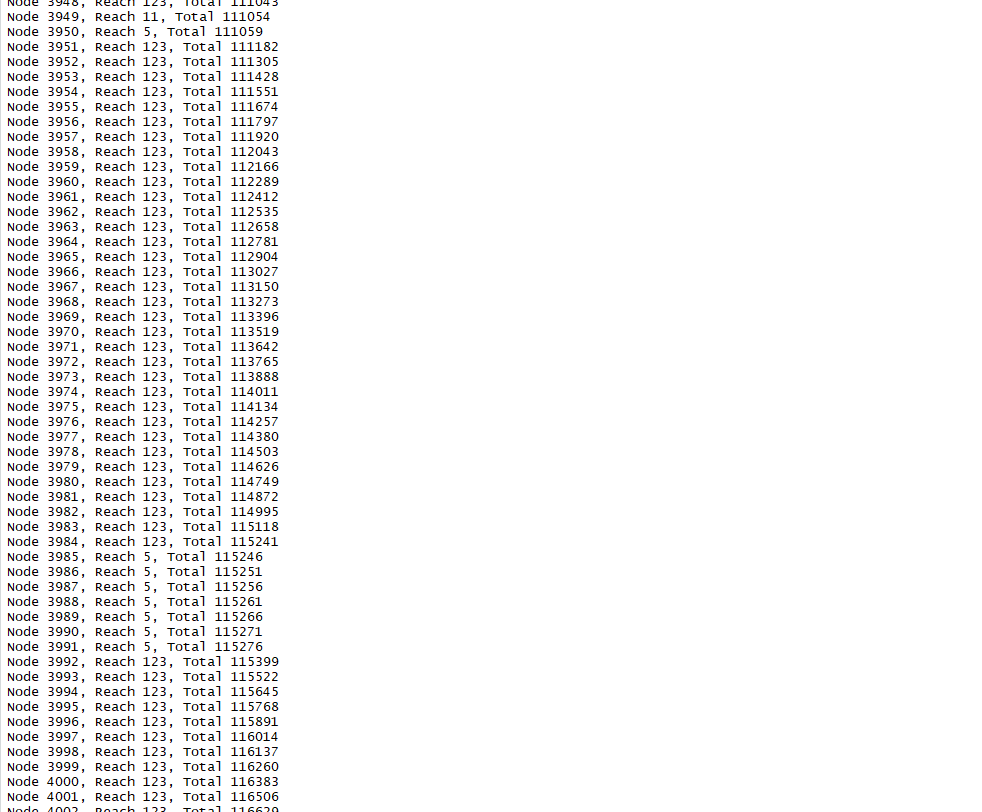 Node 3948, Reach 123, Total 111043
Node 3949, Reach 11, Total 111054
Node 3950, Reach 5, Total 111059
Node 3951, Reach 123, Total 111182
Node 3952, Reach 123, Total 111305
Node 3953, Reach 123, Total 111428
Node 3954, Reach 123, Total 111551
Node 3955, Reach 123, Total 111674
Node 3956, Reach 123, Total 111797
Node 3957, Reach 123, Total 111920
Node 3958, Reach 123, Total 112043
Node 3959, Reach 123, Total 112166
Node 3960, Reach 123, Total 112289
Node 3961, Reach 123, Total 112412
Node 3962, Reach 123, Total 112535
Node 3963, Reach 123, Total 112658
Node 3964, Reach 123, Total 112781
Node 3965, Reach 123, Total 112904
Node 3966, Reach 123, Total 113027
Node 3967, Reach 123, Total 113150
Node 3968, Reach 123, Total 113273
Node 3969, Reach 123, Total 113396
Node 3970, Reach 123, Total 113519
Node 3971, Reach 123, Total 113642
Node 3972, Reach 123, Total 113765
Node 3973, Reach 123, Total 113888
Node 3974, Reach 123, Total 114011
Node 3975, Reach 123, Total 114134
Node 3976, Reach 123, Total 114257
Node 3977, Reach 123, Total 114380
Node 3978, Reach 123, Total 114503
Node 3979, Reach 123, Total 114626
Node 3980, Reach 123, Total 114749
Node 3981, Reach 123, Total 114872
Node 3982, Reach 123, Total 114995
Node 3983, Reach 123, Total 115118
Node 3984, Reach 123, Total 115241
Node 3985, Reach 5, Total 115246
Node 3986, Reach 5, Total 115251
Node 3987, Reach 5, Total 115256
Node 3988, Reach 5, Total 115261
Node 3989, Reach 5, Total 115266
Node 3990, Reach 5, Total 115271
Node 3991, Reach 5, Total 115276
Node 3992, Reach 123, Total 115399
Node 3993, Reach 123, Total 115522
Node 3994, Reach 123, Total 115645
Node 3995, Reach 123, Total 115768
Node 3996, Reach 123, Total 115891
Node 3997, Reach 123, Total 116014
Node 3998, Reach 123, Total 116137
Node 3999, Reach 123, Total 116260
Node 4000, Reach 123, Total 116383
Node 4001, Reach 123, Total 116506
Node 4002, Reach 123, Total 116629